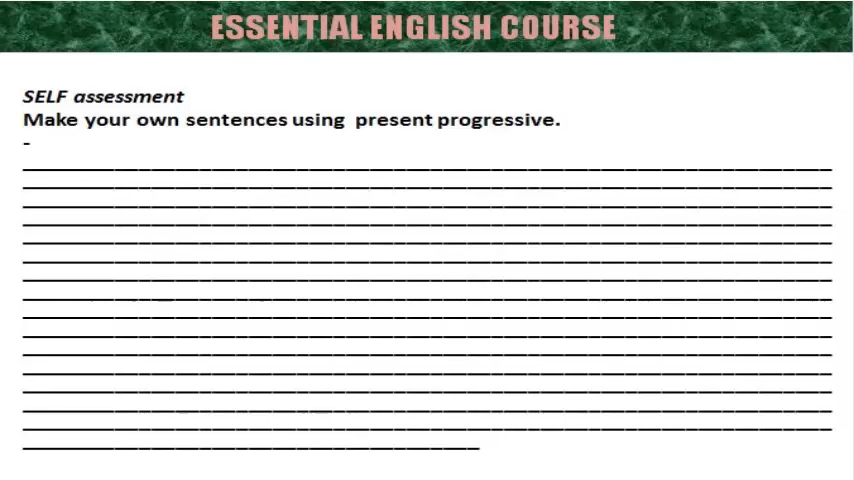 ESSENTIAL ENGLISH COURSE
SELF assessment
Make your own sentences using present progressive.
-